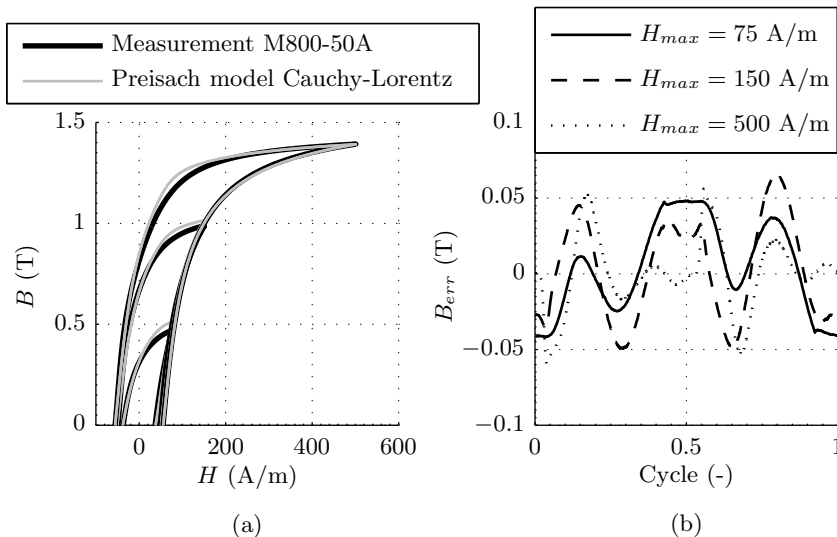 Measurement M800-50A
Preisach model Cauchy-Lorentz
1.5
1
0.5
0
B (T)
0
200
400
600
H (A/m)
(a)
H_max = 75 A/m
H_max = 150 A/m
H_max = 500 A/m
0.1
0.05
0
−0.05
−0.1
B_err (T)
0
0.5
1
Cycle (-)
(b)